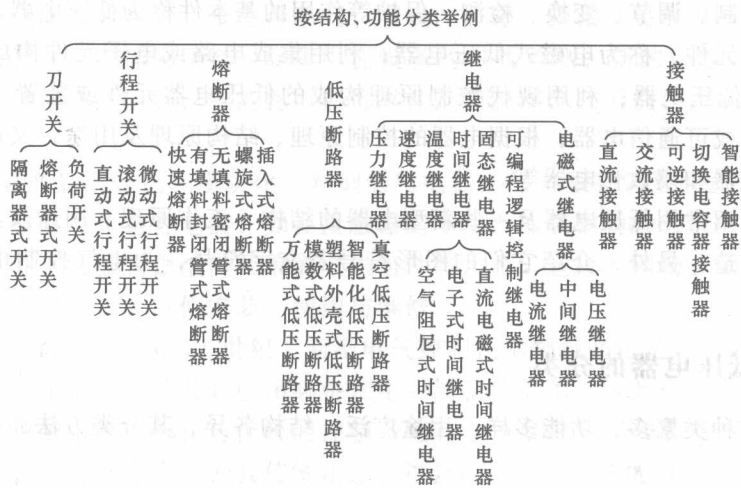 按结构、功能分类举例
刀开关
隔离器式开关
熔断器式开关
负荷开关
行程开关
直动式行程开关
滚动式行程开关
微动式行程开关
熔断器
快速熔断器
有填料封闭管式熔断器
无填料密闭管式熔断器
螺旋式熔断器
插入式熔断器
低压断路器
万能式低压断路器
模数式低压断路器
塑料外壳式低压断路器
智能化低压断路器
真空低压断路器
继电器
压力继电器
速度继电器
温度继电器
时间继电器
空气阻尼式时间继电器
电子式时间继电器
直流电磁式时间继电器
固态继电器
可编程逻辑控制继电器
电磁式继电器
电流继电器
中间继电器
电压继电器
接触器
直流接触器
交流接触器
可逆接触器
切换电容器接触器
智能接触器